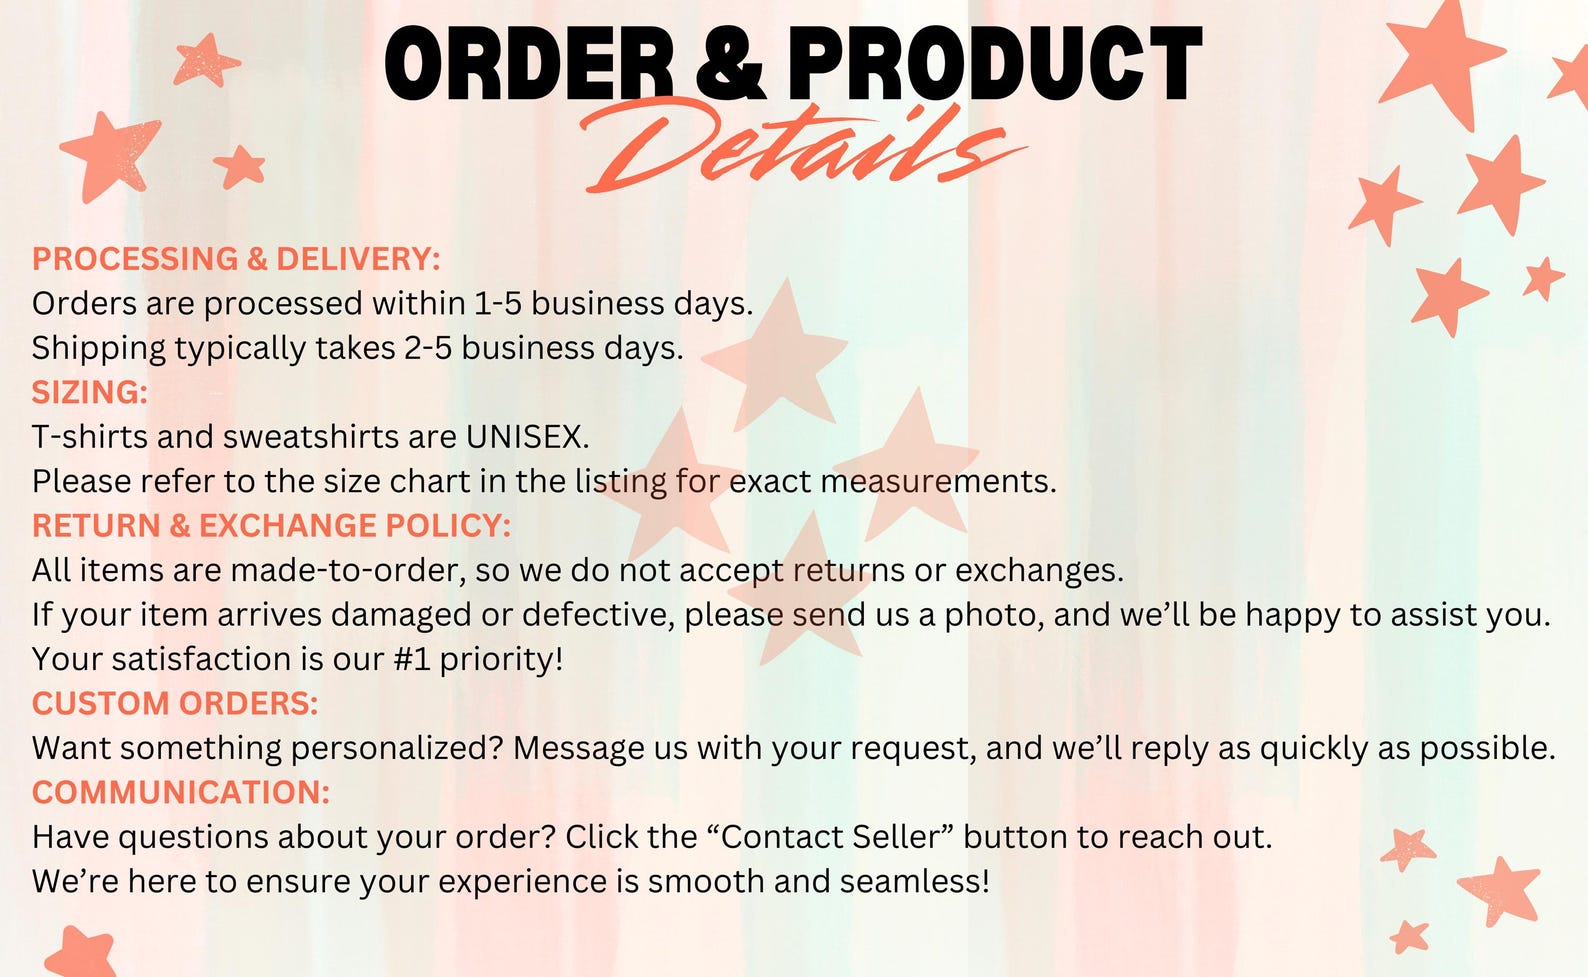 ORDER & PRODUCT
Details
PROCESSING & DELIVERY:
Orders are processed within 1-5 business days.
Shipping typically takes 2-5 business days.
SIZING:
T-shirts and sweatshirts are UNISEX.
Please refer to the size chart in the listing for exact measurements.
RETURN & EXCHANGE POLICY:
All items are made-to-order, so we do not accept returns or exchanges.
If your item arrives damaged or defective, please send us a photo, and we’ll be happy to assist you.
Your satisfaction is our #1 priority!
CUSTOM ORDERS:
Want something personalized? Message us with your request, and we’ll reply as quickly as possible.
COMMUNICATION:
Have questions about your order? Click the “Contact Seller” button to reach out.
We’re here to ensure your experience is smooth and seamless!